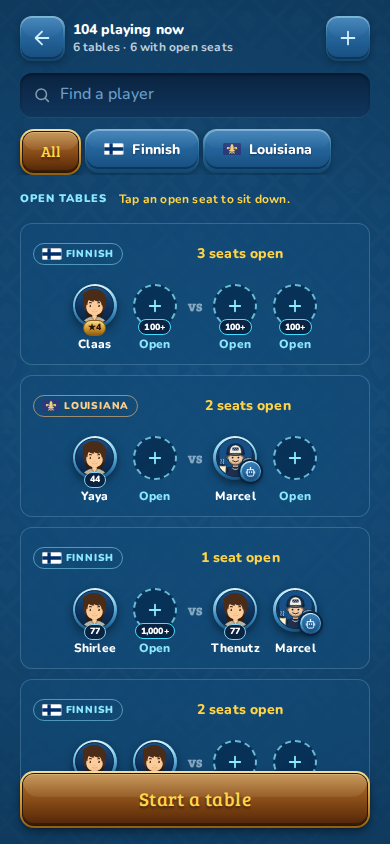 104 playing now
6 tables · 6 with open seats
Find a player
All
Finnish
Louisiana
OPEN TABLES Tap an open seat to sit down.
FINNISH
3 seats open
★4
100+
vs
100+
100+
Claas
Open
Open
Open
LOUISIANA
2 seats open
44
vs
Yaya
Open
Marcel
Open
FINNISH
1 seat open
77
1,000+
vs
77
Shirlee
Open
Thenutz
Marcel
FINNISH
2 seats open
vs
Start a table